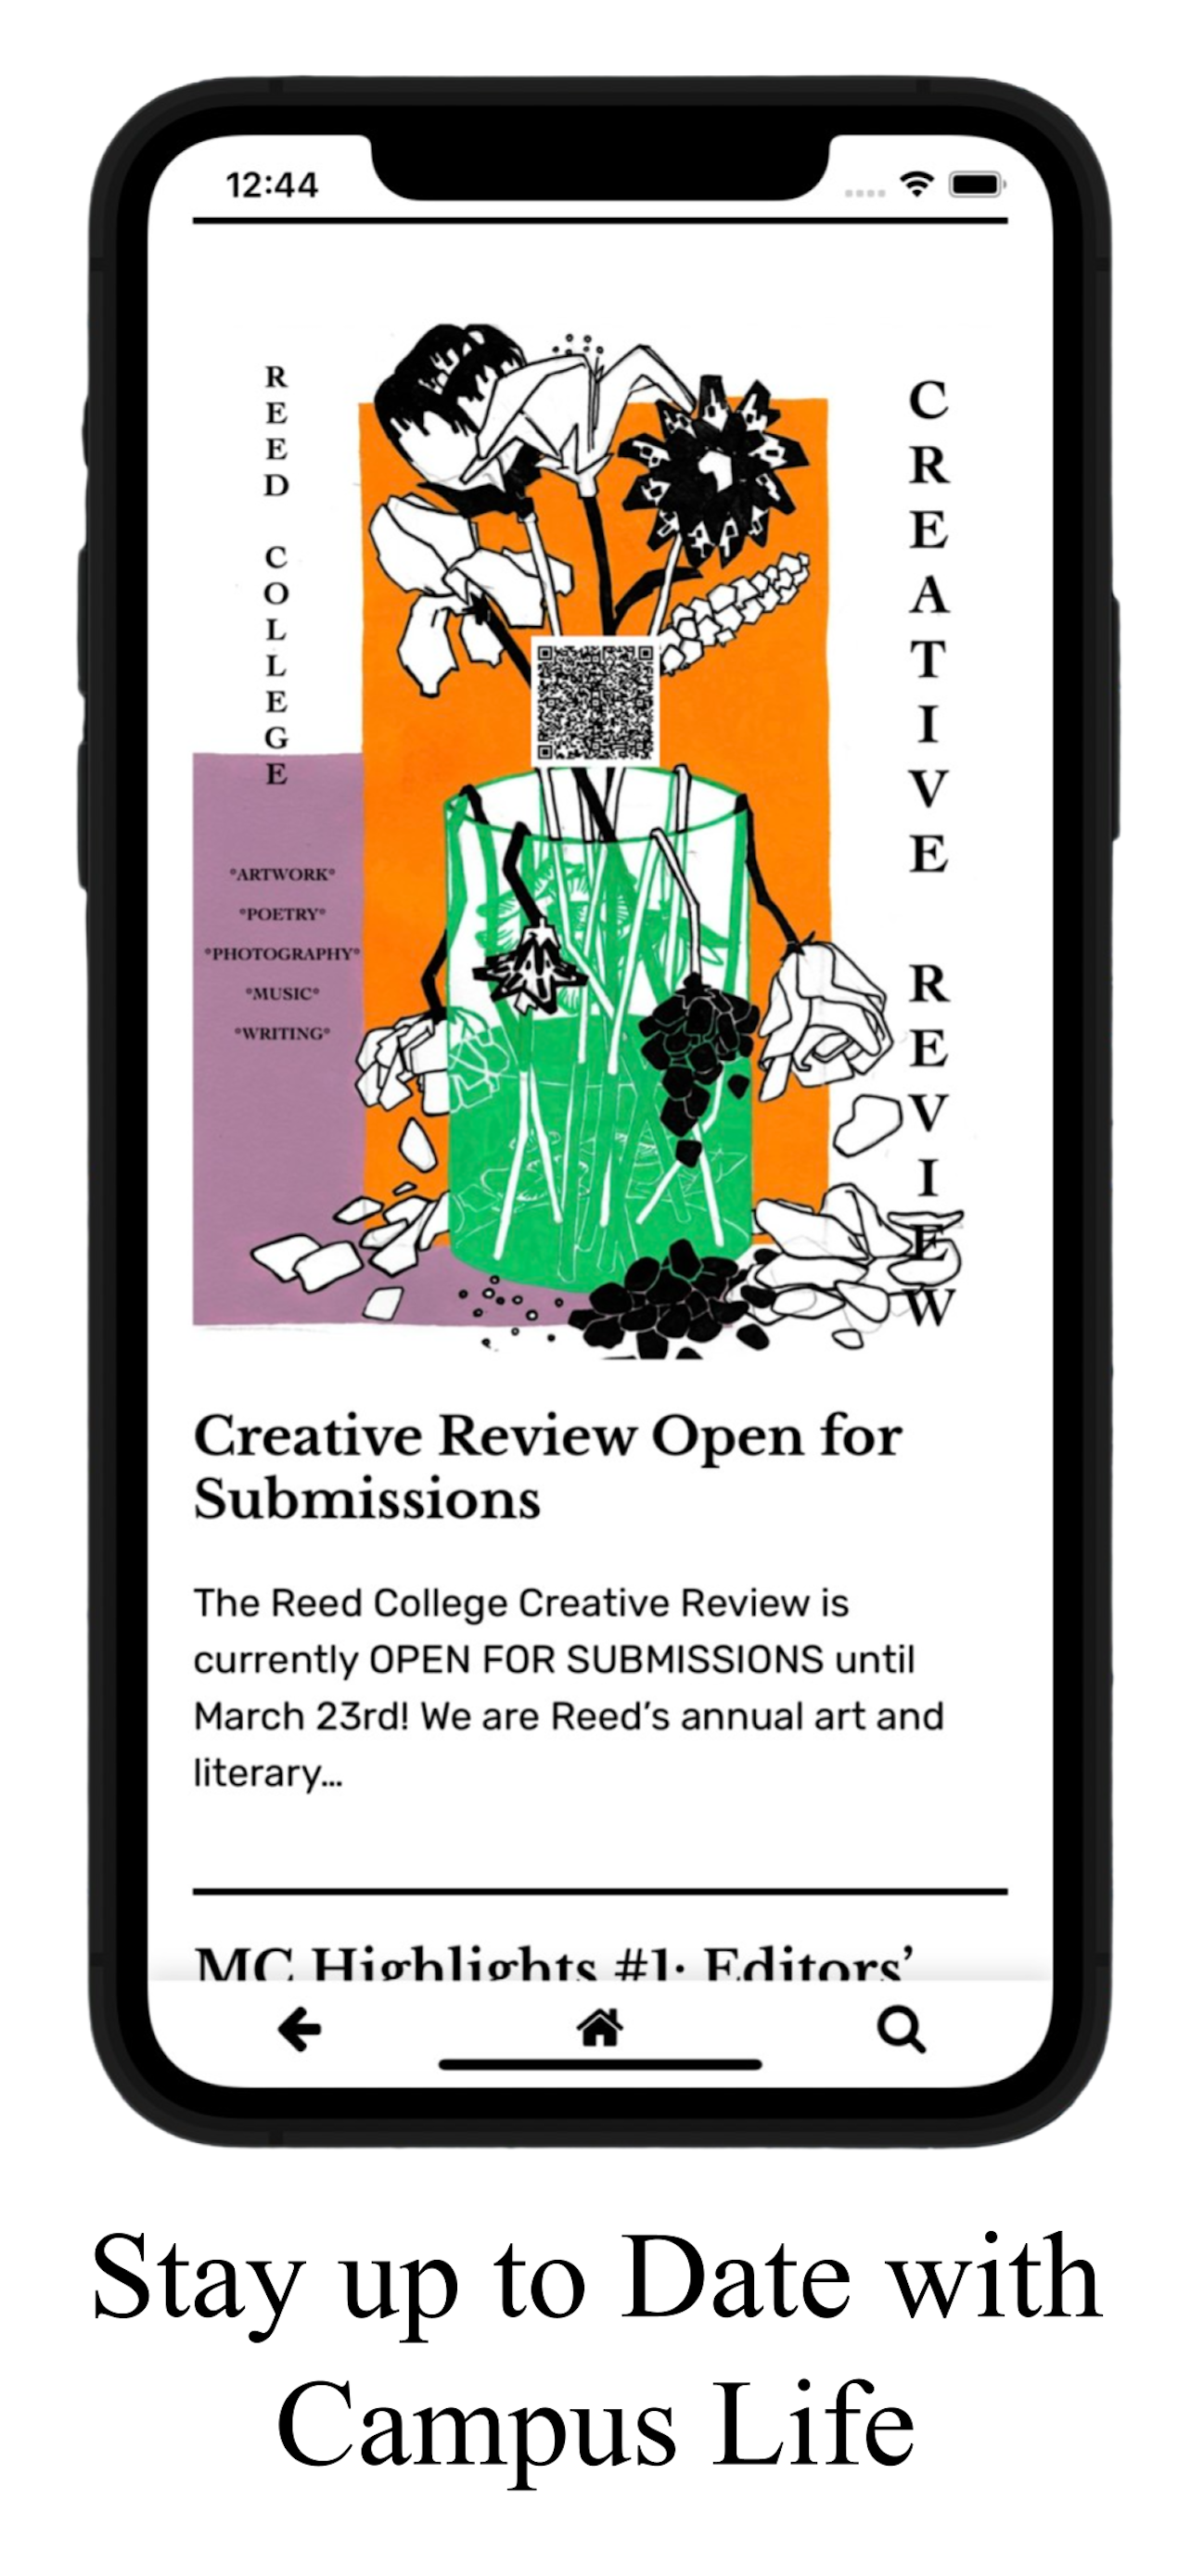 12:44
REED COLLEGE
CREATIVE REVIEW
°ARTWORK°
°POETRY°
°PHOTOGRAPHY°
°MUSIC°
°WRITING°
Creative Review Open for
Submissions
The Reed College Creative Review is
currently OPEN FOR SUBMISSIONS until
March 23rd! We are Reed’s annual art and
literary...
MC Highlights #1: Editors’
Stay up to Date with
Campus Life